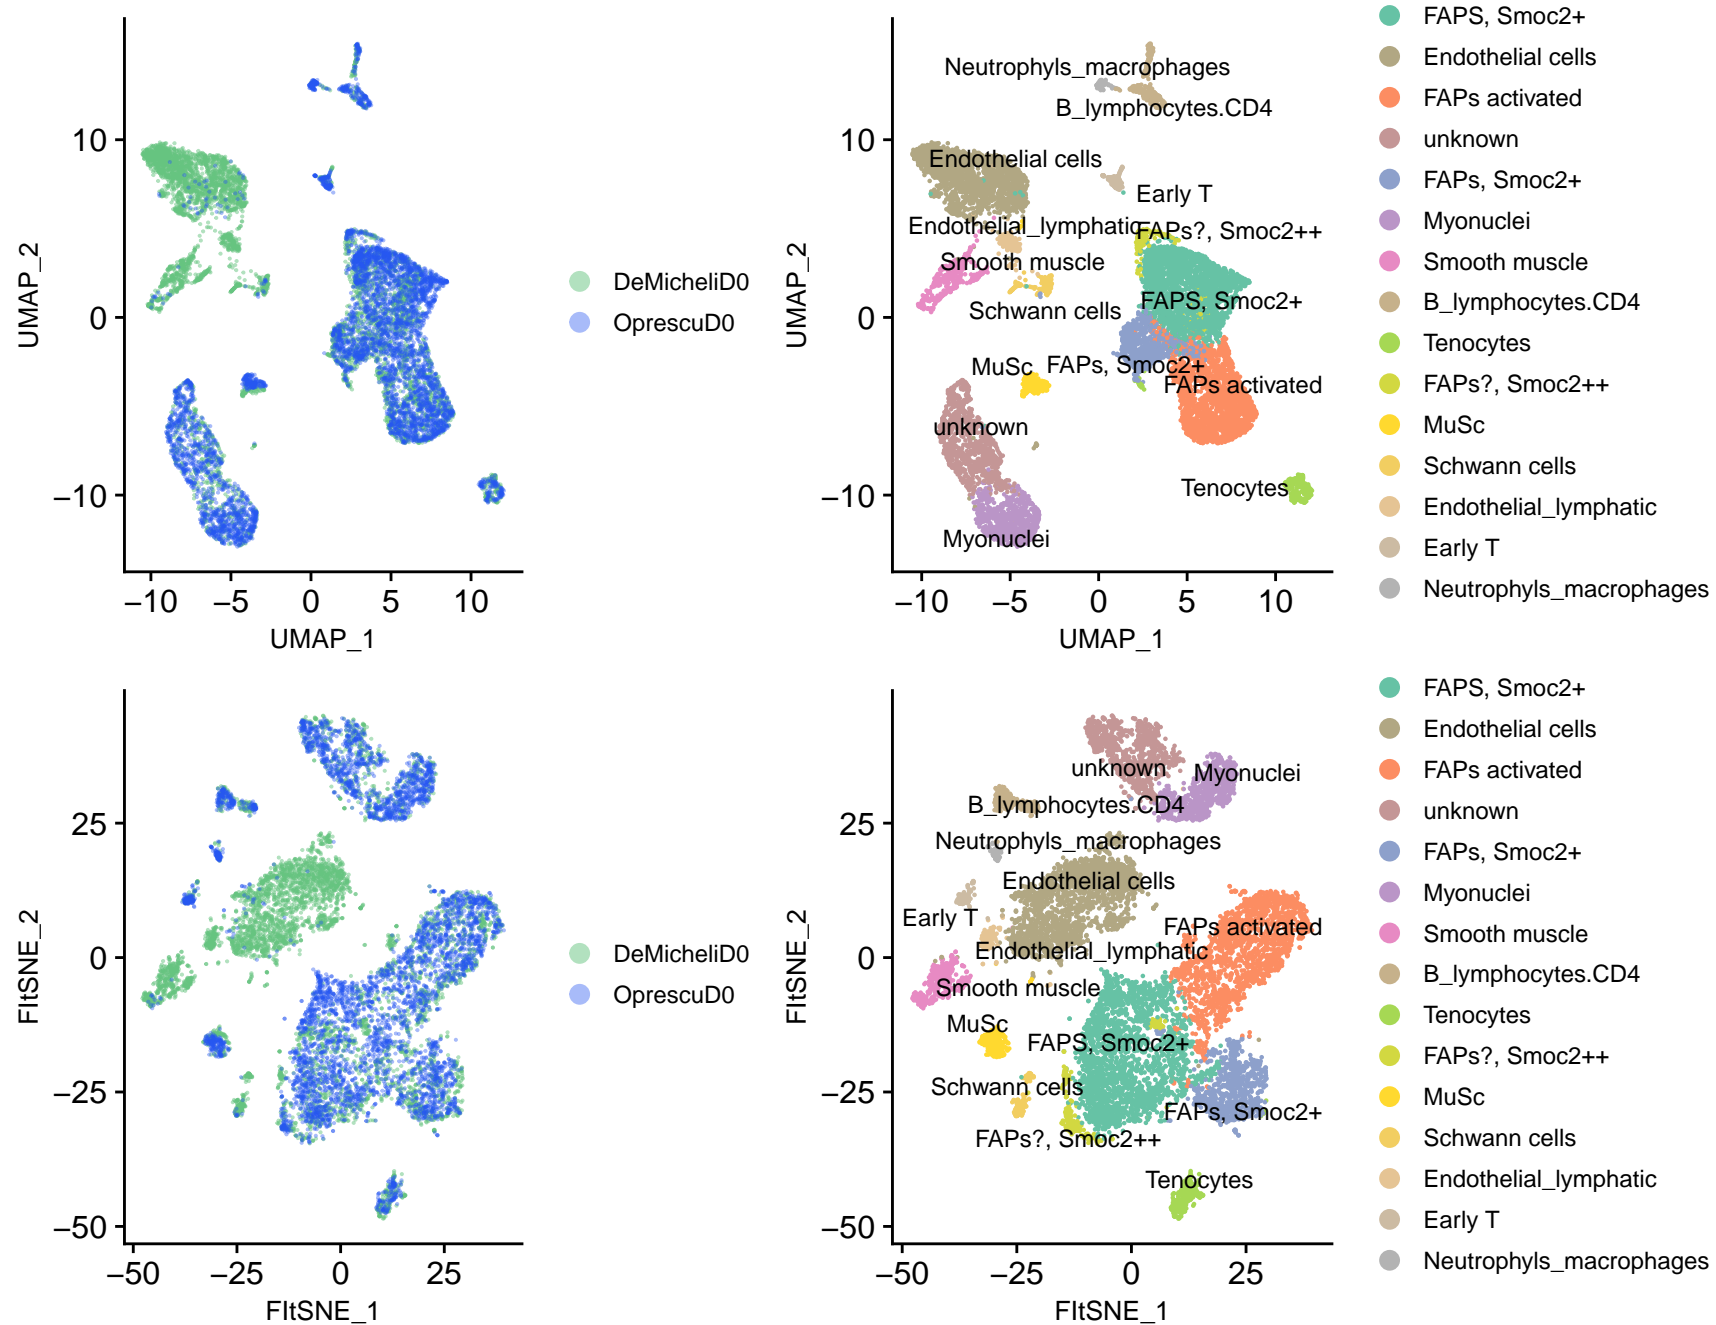 10
0
−10
−10
−5
0
5
10
UMAP_1
UMAP_2
DeMicheliD0
OprescuD0
Neutrophyls_macrophages
B_lymphocytes.CD4
Endothelial cells
Early T
Endothelial_lymphatic
FAPs?, Smoc2++
Smooth muscle
FAPS, Smoc2+
Schwann cells
MuSc
FAPs, Smoc2+
FAPs activated
unknown
Tenocytes
Myonuclei
10
0
−10
−10
−5
0
5
10
UMAP_1
UMAP_2
FAPS, Smoc2+
Endothelial cells
FAPs activated
unknown
FAPs, Smoc2+
Myonuclei
Smooth muscle
B_lymphocytes.CD4
Tenocytes
FAPs?, Smoc2++
MuSc
Schwann cells
Endothelial_lymphatic
Early T
Neutrophyls_macrophages
25
0
−25
−50
−50
−25
0
25
FItSNE_1
FItSNE_2
DeMicheliD0
OprescuD0
unknown
Myonuclei
B_lymphocytes.CD4
Neutrophyls_macrophages
Endothelial cells
Early T
FAPs activated
Endothelial_lymphatic
Smooth muscle
MuSc
FAPS, Smoc2+
Schwann cells
FAPs, Smoc2+
FAPs?, Smoc2++
Tenocytes
25
0
−25
−50
−50
−25
0
25
FItSNE_1
FItSNE_2
FAPS, Smoc2+
Endothelial cells
FAPs activated
unknown
FAPs, Smoc2+
Myonuclei
Smooth muscle
B_lymphocytes.CD4
Tenocytes
FAPs?, Smoc2++
MuSc
Schwann cells
Endothelial_lymphatic
Early T
Neutrophyls_macrophages